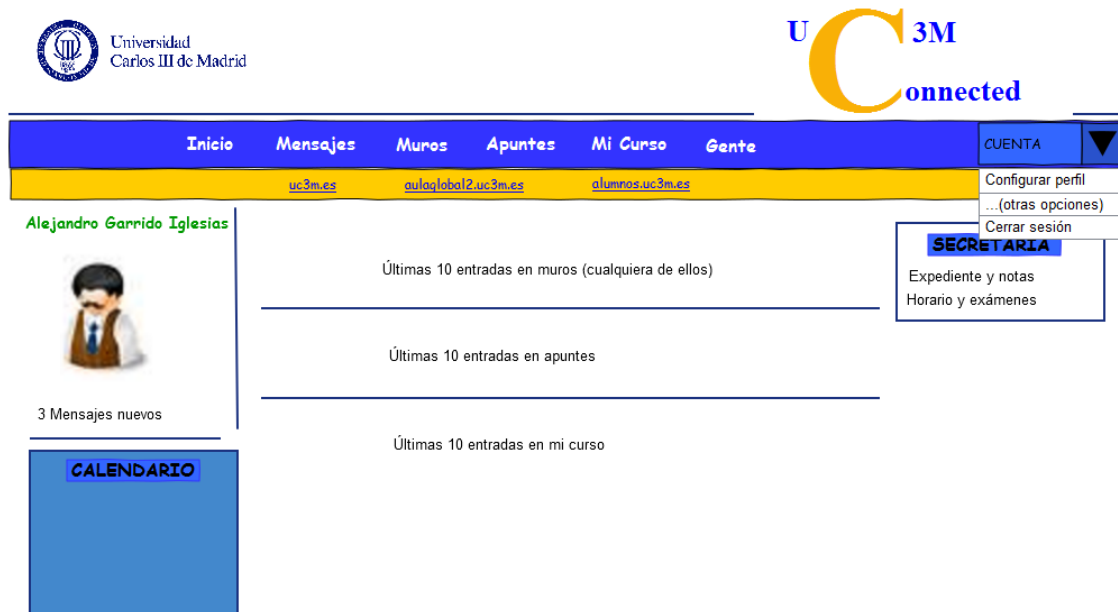 Universidad
Carlos III de Madrid
U C 3M
onnected
Inicio Mensajes Muros Apuntes Mi Curso Gente CUENTA
uc3m.es aulaglobal2.uc3m.es alumnos.uc3m.es
Configurar perfil
...(otras opciones)
Cerrar sesión
Alejandro Garrido Iglesias
3 Mensajes nuevos
CALENDARIO
Últimas 10 entradas en muros (cualquiera de ellos)
Últimas 10 entradas en apuntes
Últimas 10 entradas en mi curso
SECRETARIA
Expediente y notas
Horario y exámenes